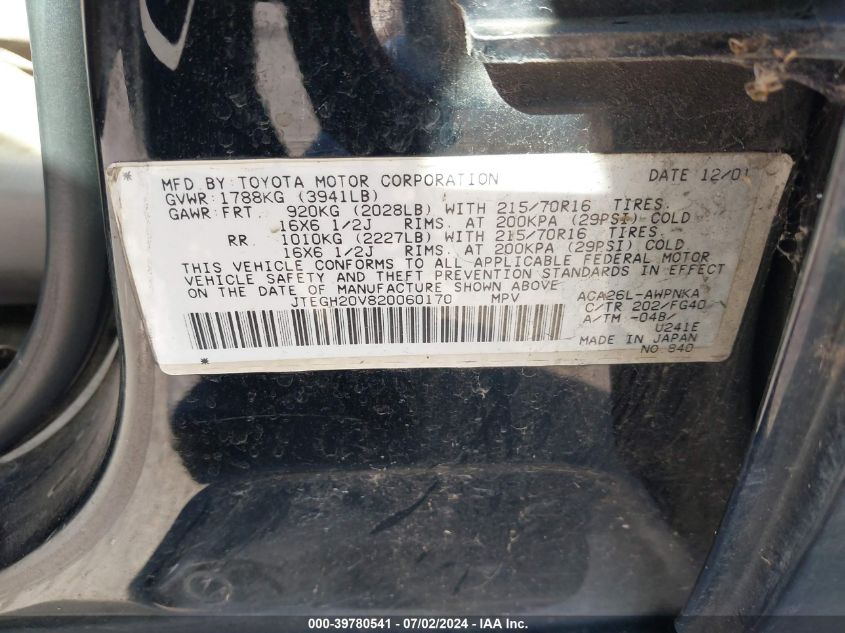 * MFD. BY: TOYOTA MOTOR CORPORATION DATE 12/01
GVWR: 1788KG (3941LB)
GAWR: FRT 920KG (2028LB) WITH 215/70R16 TIRES,
16X6 1/2J RIMS, AT 200KPA (29PSI) COLD
RR 1010KG (2227LB) WITH 215/70R16 TIRES,
16X6 1/2J RIMS, AT 200KPA (29PSI) COLD
THIS VEHICLE CONFORMS TO ALL APPLICABLE FEDERAL MOTOR
VEHICLE SAFETY AND THEFT PREVENTION STANDARDS IN EFFECT
ON THE DATE OF MANUFACTURE SHOWN ABOVE.
JTEGH20V820060170 MPV ACA26L-AWPNKA
C/TR 202/FG40
A/TM -04B/
U241E
MADE IN JAPAN
* NO 840
000-39780541 - 07/02/2024 - Copyright © IAA, LLC.